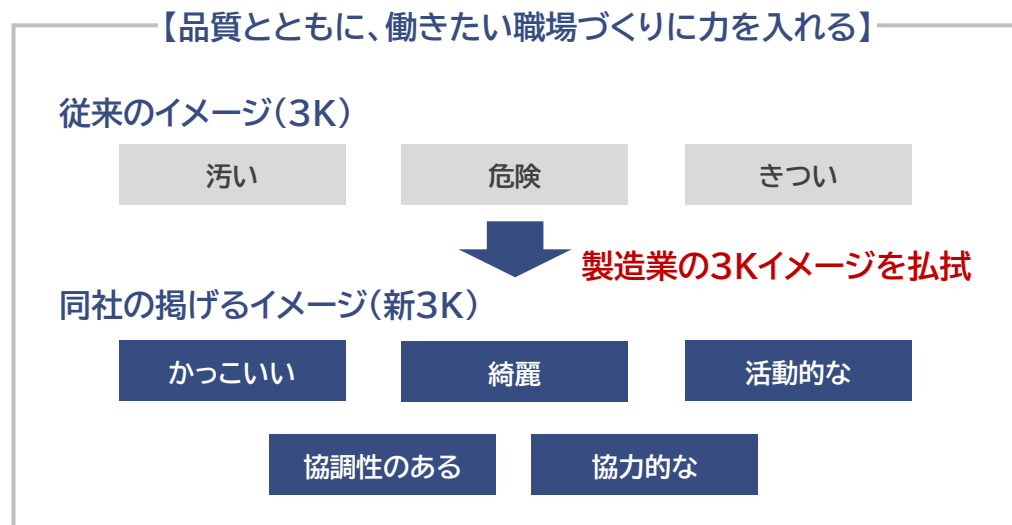 【品質とともに、働きたい職場づくりに力を入れる】
従来のイメージ(3K)
汚い 危険 きつい
製造業の3Kイメージを払拭
同社の掲げるイメージ(新3K)
かっこいい 綺麗 活動的な
協調性のある 協力的な